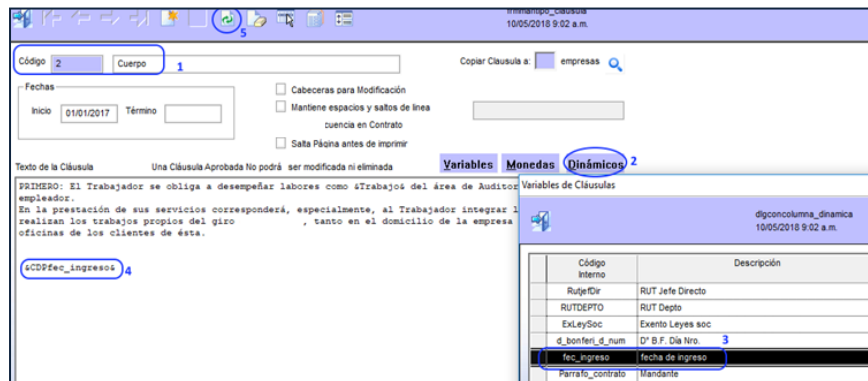 10/05/2018 9:02 a.m.
5
Código 2 Cuerpo 1
Copiar Clausula a: empresas
Fechas
Inicio 01/01/2017 Término
Cabeceras para Modificación
Mantiene espacios y saltos de linea
cuencia en Contrato
Salta Página antes de imprimir
Texto de la Cláusula Una Cláusula Aprobada No podrá ser modificada ni eliminada
Variables Monedas Dinámicos 2
PRIMERO: El Trabajador se obliga a desempeñar labores como &Trabajo& del área de Auditor
empleador.
En la prestación de sus servicios corresponderá, especialmente, al Trabajador integrar l
realizan los trabajos propios del giro , tanto en el domicilio de la empresa
oficinas de los clientes de ésta.
&CDPfec_ingreso& 4
Variables de Cláusulas
dlgconcolumna_dinamica
10/05/2018 9:02 a.m.
Código Interno Descripción
RutjefDir RUT Jefe Directo
RUTDEPTO RUT Depto
ExLeySoc Exento Leyes soc
d_bonferi_d_num D° B.F. Día Nro. 3
fec_ingreso fecha de ingreso
Parrafo_contrato Mandante